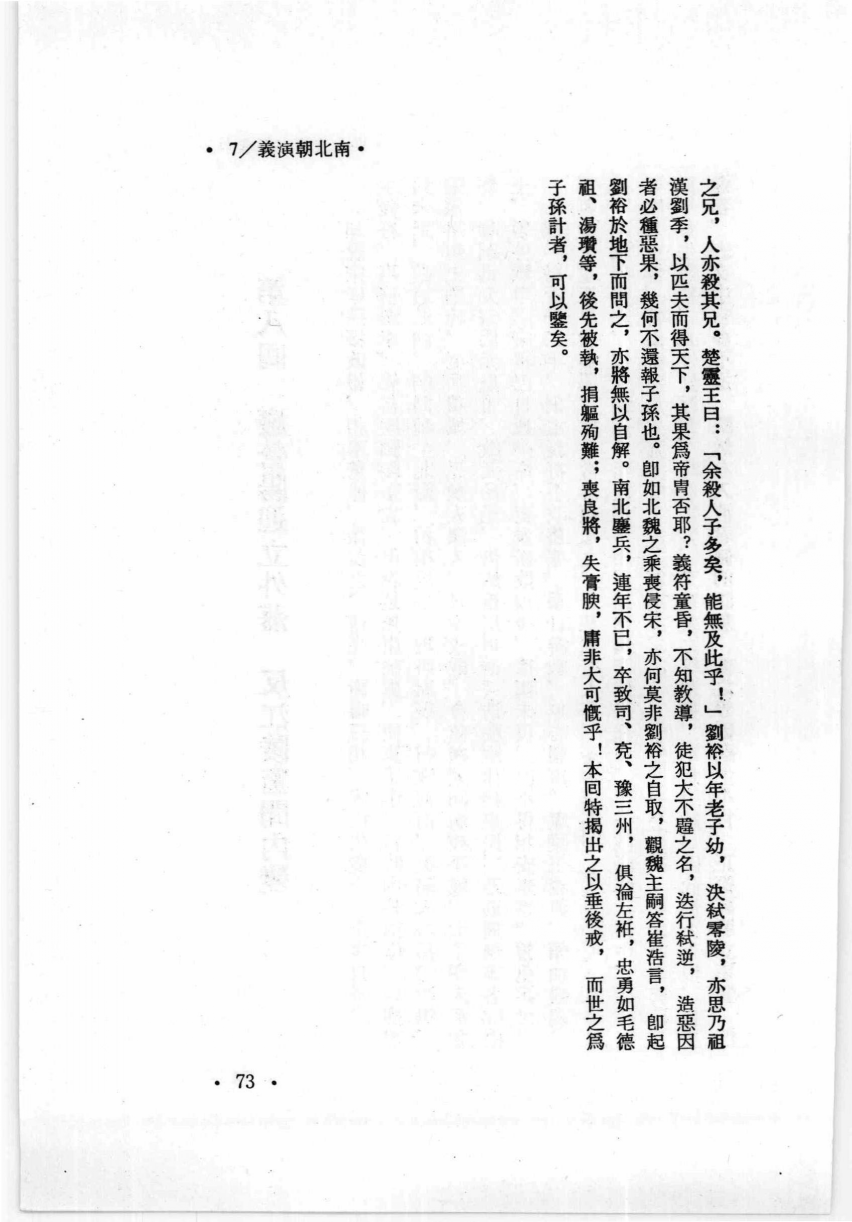 • 7／義演朝北南 •
之兄，人亦殺其兄。楚靈王曰：「余殺人子多矣，能無及此乎！」劉裕以年老子幼，決弒零陵，亦思乃祖
漢劉季，以匹夫而得天下，其果爲帝胄否耶？義符童昏，不知教導，徒犯大不韙之名，迭行弒逆，造惡因
者必種惡果，幾何不還報子孫也。卽如北魏之乘喪侵宋，亦何莫非劉裕之自取，觀魏主嗣答崔浩言，卽起
劉裕於地下而問之，亦將無以自解。南北鏖兵，連年不已，卒致司、兗、豫三州，俱淪左衽，忠勇如毛德
祖、湯瓚等，後先被執，捐軀殉難；喪良將，失膏腴，庸非大可慨乎！本回特揭出之以垂後戒，而世之爲
子孫計者，可以鑒矣。
• 73 •